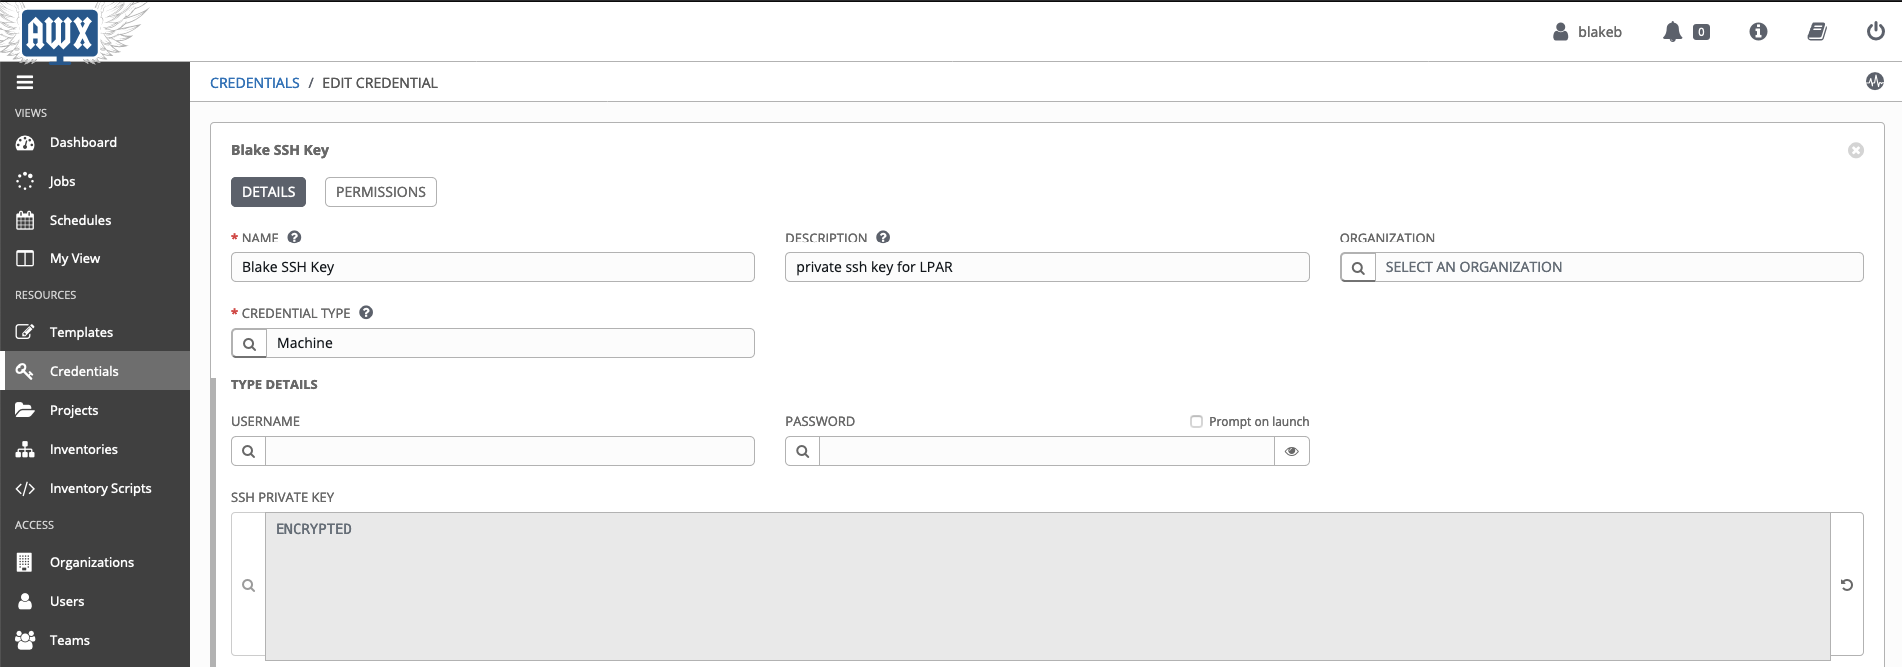 AWX
blakeb
0
CREDENTIALS / EDIT CREDENTIAL
VIEWS
Dashboard
Jobs
Schedules
My View
RESOURCES
Templates
Credentials
Projects
Inventories
Inventory Scripts
ACCESS
Organizations
Users
Teams
Blake SSH Key
DETAILS PERMISSIONS
* NAME ? DESCRIPTION ? ORGANIZATION
Blake SSH Key private ssh key for LPAR SELECT AN ORGANIZATION
* CREDENTIAL TYPE ?
Machine
TYPE DETAILS
USERNAME PASSWORD Prompt on launch
SSH PRIVATE KEY
ENCRYPTED